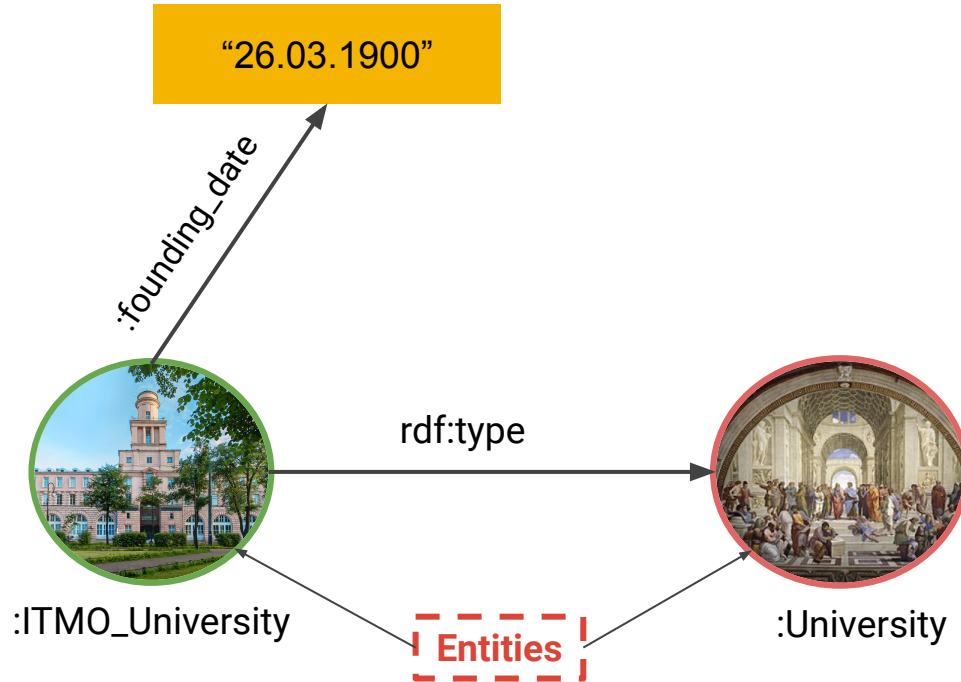 “26.03.1900”
:founding_date
rdf:type
:ITMO_University
:University
Entities